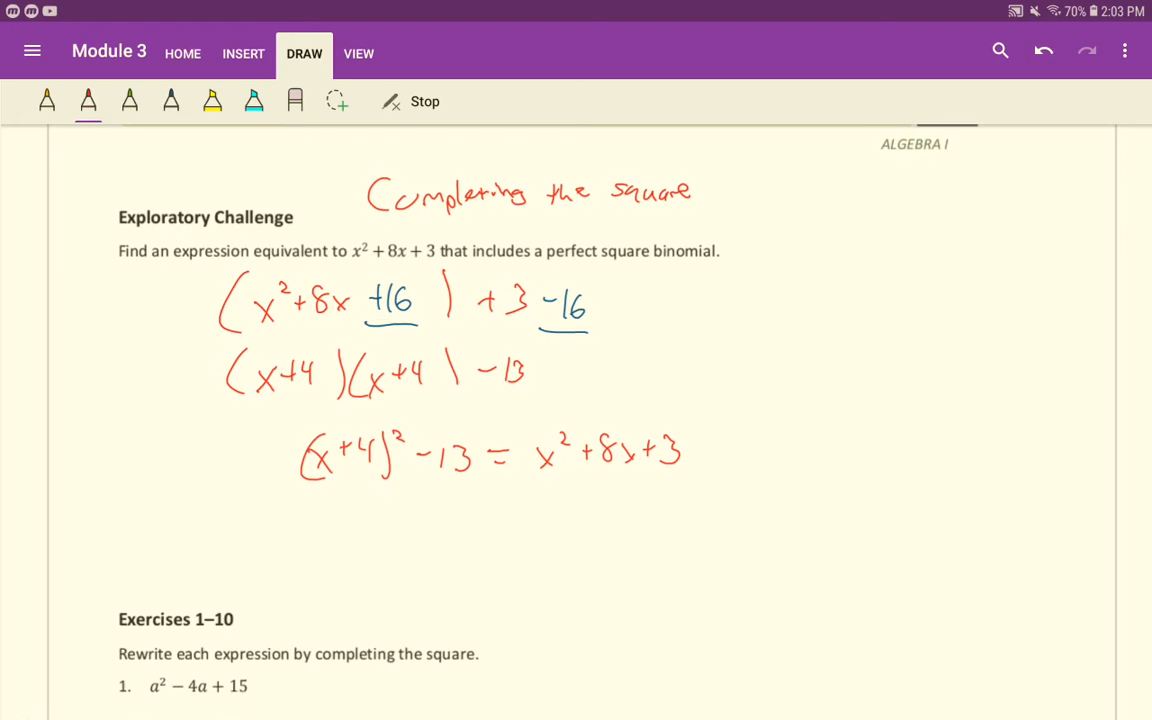 70% 2:03 PM
Module 3 HOME INSERT DRAW VIEW
Stop
ALGEBRA I
Completing the square
Exploratory Challenge
Find an expression equivalent to x² + 8x + 3 that includes a perfect square binomial.
(x² + 8x +16 ) + 3 -16
(x+4)(x+4) - 13
(x+4)² - 13 = x² + 8x + 3
Exercises 1–10
Rewrite each expression by completing the square.
1. a² − 4a + 15